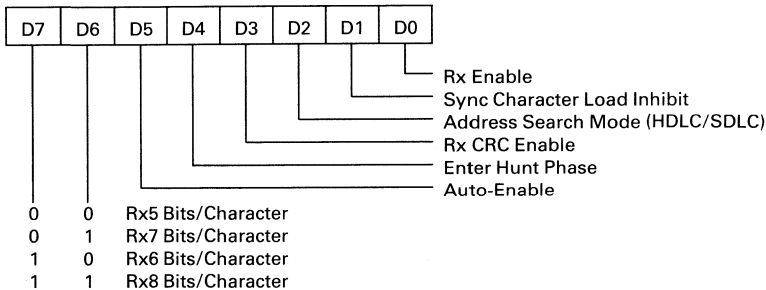 D7 D6 D5 D4 D3 D2 D1 D0
Rx Enable
Sync Character Load Inhibit
Address Search Mode (HDLC/SDLC)
Rx CRC Enable
Enter Hunt Phase
Auto-Enable
0 0 Rx5 Bits/Character
0 1 Rx7 Bits/Character
1 0 Rx6 Bits/Character
1 1 Rx8 Bits/Character